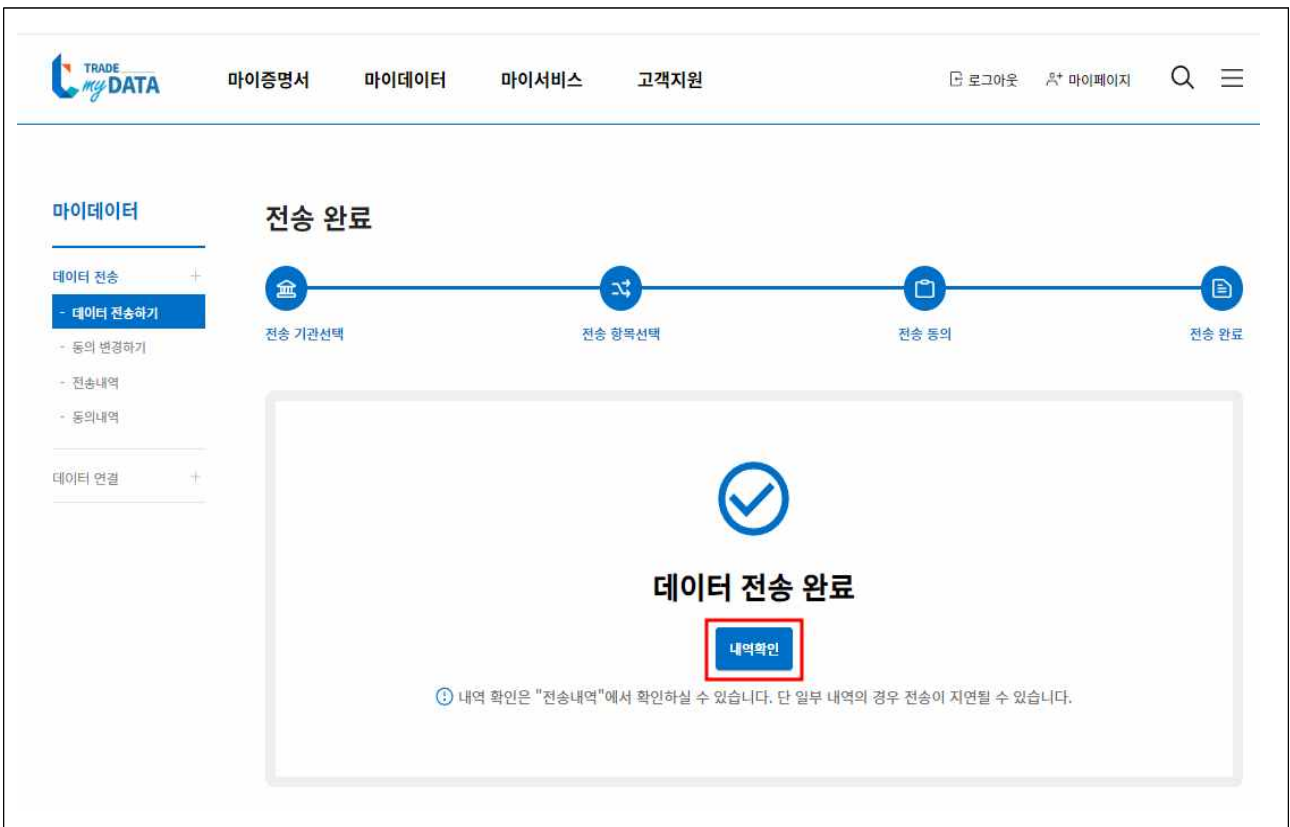 TRADE
my DATA
마이증명서 마이데이터 마이서비스 고객지원 로그아웃 마이페이지
마이데이터
데이터 전송 +
- 데이터 전송하기
- 동의 변경하기
- 전송내역
- 동의내역
데이터 연결 +
전송 완료
전송 기관선택 전송 항목선택 전송 동의 전송 완료
데이터 전송 완료
내역확인
내역 확인은 "전송내역"에서 확인하실 수 있습니다. 단 일부 내역의 경우 전송이 지연될 수 있습니다.